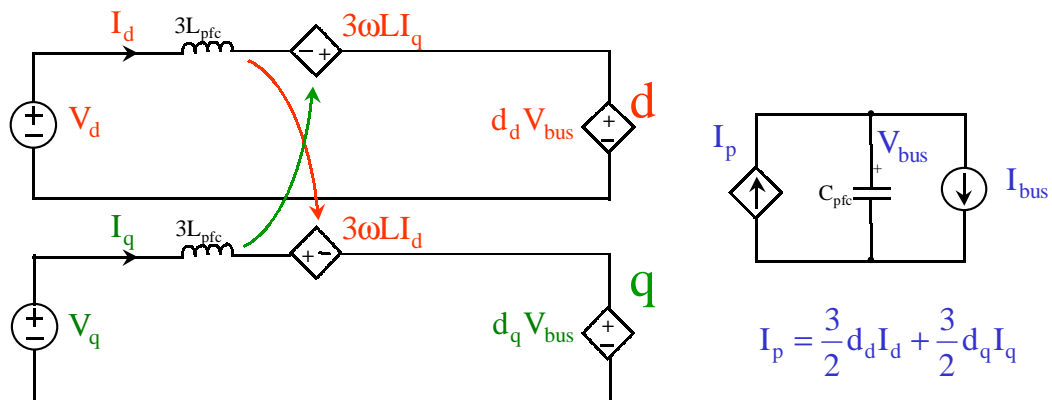 I_d
3L_pfc
3ωLI_q
− +
+
−
V_d
d_d V_bus
+
−
d
I_q
3L_pfc
3ωLI_d
+ −
+
−
V_q
d_q V_bus
+
−
q
I_p
V_bus
+
C_pfc
I_bus
I_p = 3/2 d_d I_d + 3/2 d_q I_q